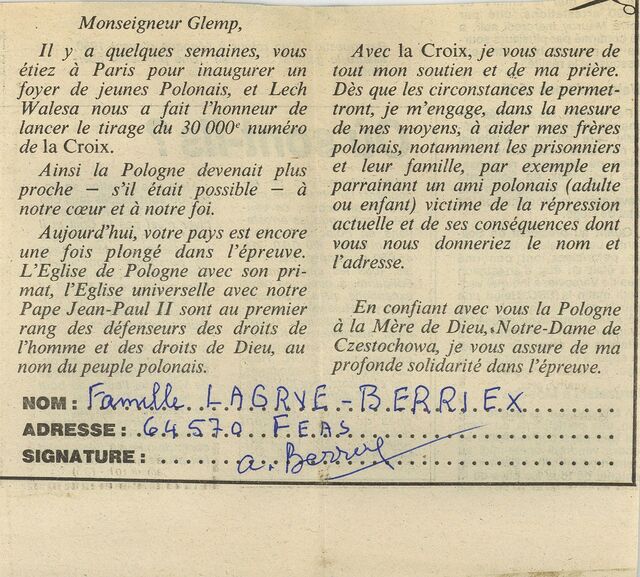 Monseigneur Glemp,
Il y a quelques semaines, vous
étiez à Paris pour inaugurer un
foyer de jeunes Polonais, et Lech
Walesa nous a fait l'honneur de
lancer le tirage du 30 000e numéro
de la Croix.
Ainsi la Pologne devenait plus
proche — s'il était possible — à
notre cœur et à notre foi.
Aujourd'hui, votre pays est encore
une fois plongé dans l'épreuve.
L'Eglise de Pologne avec son pri-
mat, l'Eglise universelle avec notre
Pape Jean-Paul II sont au premier
rang des défenseurs des droits de
l'homme et des droits de Dieu, au
nom du peuple polonais.
Avec la Croix, je vous assure de
tout mon soutien et de ma prière.
Dès que les circonstances le permet-
tront, je m'engage, dans la mesure
de mes moyens, à aider mes frères
polonais, notamment les prisonniers
et leur famille, par exemple en
parrainant un ami polonais (adulte
ou enfant) victime de la répression
actuelle et de ses conséquences dont
vous nous donneriez le nom et
l'adresse.
En confiant avec vous la Pologne
à la Mère de Dieu, Notre-Dame de
Czestochowa, je vous assure de ma
profonde solidarité dans l'épreuve.
NOM : Famille LAGRYE - BERRIEX
ADRESSE : 64570 FEAS
SIGNATURE : a.